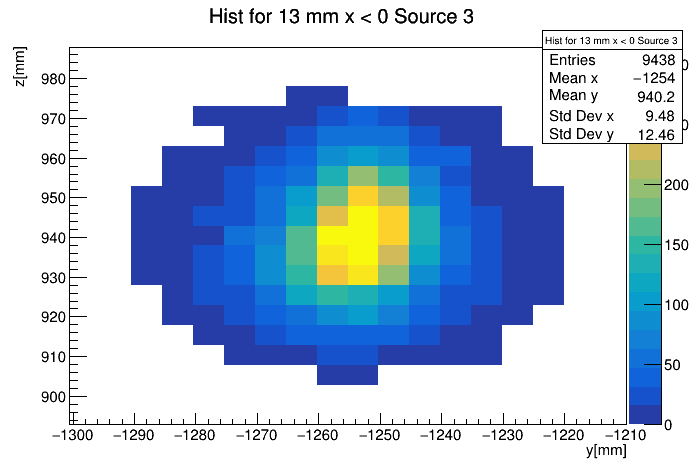 Hist for 13 mm x < 0 Source 3
z[mm]
Hist for 13 mm x < 0 Source 3
Entries 9438
Mean x −1254
Mean y 940.2
Std Dev x 9.48
Std Dev y 12.46
980
970
960
950
940
930
920
910
900
200
150
100
50
0
−1300 −1290 −1280 −1270 −1260 −1250 −1240 −1230 −1220 −1210
y[mm]